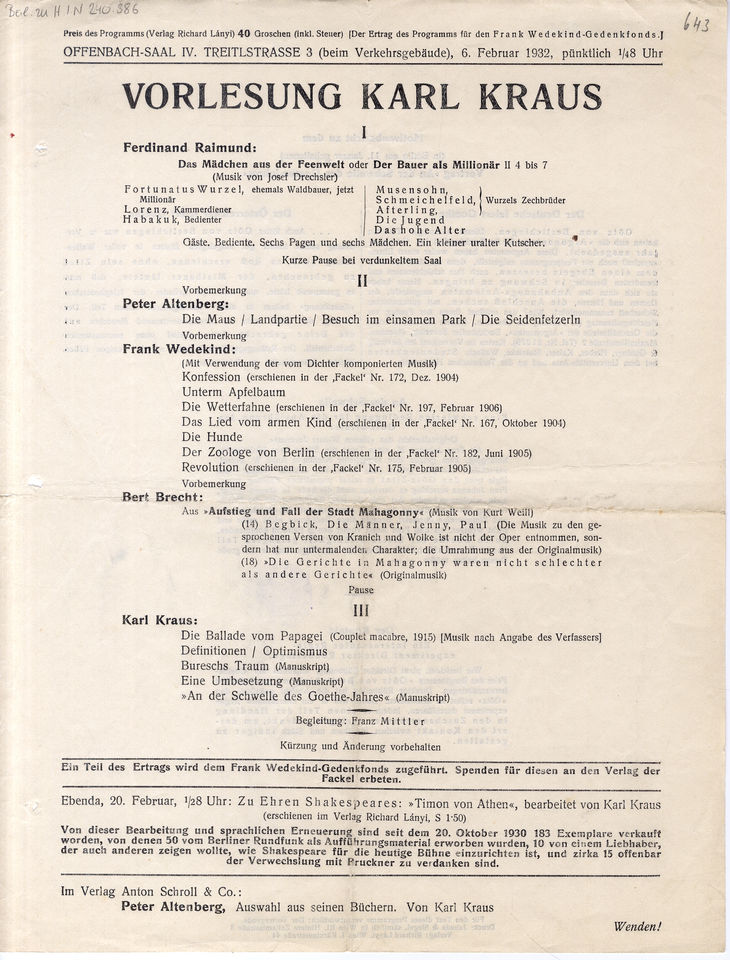 Beil. zu H I N 240.386
643
Preis des Programms (Verlag Richard Lányi) 40 Groschen (inkl. Steuer) [Der Ertrag des Programms für den Frank Wedekind-Gedenkfonds.]
OFFENBACH-SAAL IV. TREITLSTRASSE 3 (beim Verkehrsgebäude), 6. Februar 1932, pünktlich 1/48 Uhr
VORLESUNG KARL KRAUS
I
Ferdinand Raimund:
Das Mädchen aus der Feenwelt oder Der Bauer als Millionär II 4 bis 7
(Musik von Josef Drechsler)
Fortunatus Wurzel, ehemals Waldbauer, jetzt
Millionär
Lorenz, Kammerdiener
Habakuk, Bedienter
Musensohn,
Schmeichelfeld,
Afterling,
Wurzels Zechbrüder
Die Jugend
Das hohe Alter
Gäste. Bediente. Sechs Pagen und sechs Mädchen. Ein kleiner uralter Kutscher.
Kurze Pause bei verdunkeltem Saal
II
Vorbemerkung
Peter Altenberg:
Die Maus / Landpartie / Besuch im einsamen Park / Die Seidenfetzerln
Vorbemerkung
Frank Wedekind:
(Mit Verwendung der vom Dichter komponierten Musik)
Konfession (erschienen in der ‚Fackel' Nr. 172, Dez. 1904)
Unterm Apfelbaum
Die Wetterfahne (erschienen in der ‚Fackel' Nr. 197, Februar 1906)
Das Lied vom armen Kind (erschienen in der ‚Fackel' Nr. 167, Oktober 1904)
Die Hunde
Der Zoologe von Berlin (erschienen in der ‚Fackel' Nr. 182, Juni 1905)
Revolution (erschienen in der ‚Fackel' Nr. 175, Februar 1905)
Vorbemerkung
Bert Brecht:
Aus »Aufstieg und Fall der Stadt Mahagonny« (Musik von Kurt Weill)
(14) Begbick, Die Männer, Jenny, Paul (Die Musik zu den ge-
sprochenen Versen von Kranich und Wolke ist nicht der Oper entnommen, son-
dern hat nur untermalenden Charakter; die Umrahmung aus der Originalmusik)
(18) »Die Gerichte in Mahagonny waren nicht schlechter
als andere Gerichte« (Originalmusik)
Pause
III
Karl Kraus:
Die Ballade vom Papagei (Couplet macabre, 1915) [Musik nach Angabe des Verfassers]
Definitionen / Optimismus
Bureschs Traum (Manuskript)
Eine Umbesetzung (Manuskript)
»An der Schwelle des Goethe-Jahres« (Manuskript)
Begleitung: Franz Mittler
Kürzung und Änderung vorbehalten
Ein Teil des Ertrags wird dem Frank Wedekind-Gedenkfonds zugeführt. Spenden für diesen an den Verlag der
Fackel erbeten.
Ebenda, 20. Februar, 1/28 Uhr: Zu Ehren Shakespeares: »Timon von Athen«, bearbeitet von Karl Kraus
(erschienen im Verlag Richard Lányi, S 1·50)
Von dieser Bearbeitung und sprachlichen Erneuerung sind seit dem 20. Oktober 1930 183 Exemplare verkauft
worden, von denen 50 vom Berliner Rundfunk als Aufführungsmaterial erworben wurden, 10 von einem Liebhaber,
der auch anderen zeigen wollte, wie Shakespeare für die heutige Bühne einzurichten ist, und zirka 15 offenbar
der Verwechslung mit Bruckner zu verdanken sind.
Im Verlag Anton Schroll & Co.:
Peter Altenberg, Auswahl aus seinen Büchern. Von Karl Kraus
Wenden!